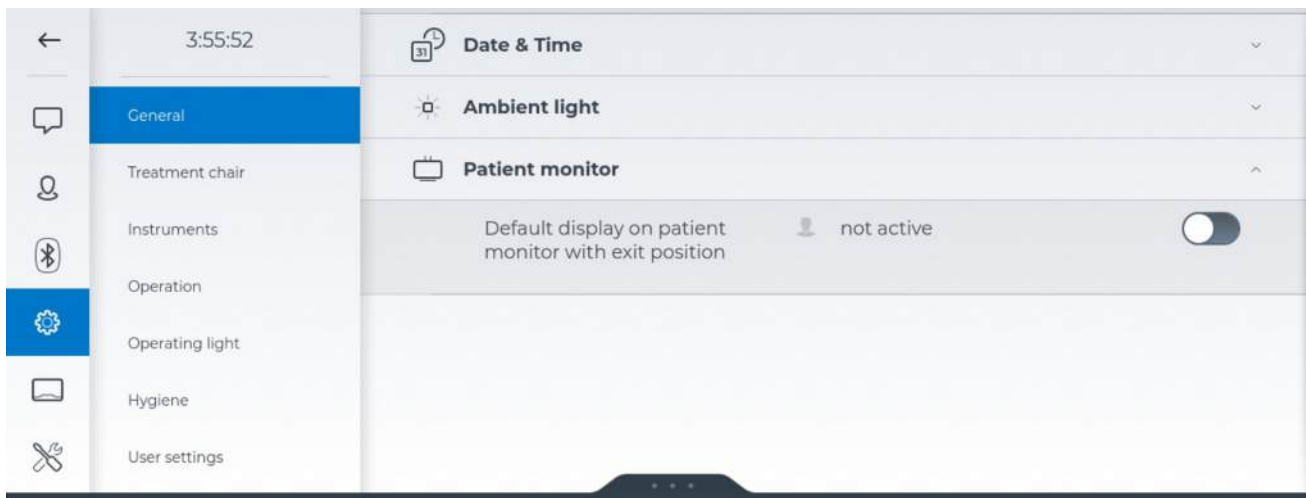 3:55:52
General
Treatment chair
Instruments
Operation
Operating light
Hygiene
User settings
31
Date & Time
Ambient light
Patient monitor
Default display on patient
monitor with exit position
not active